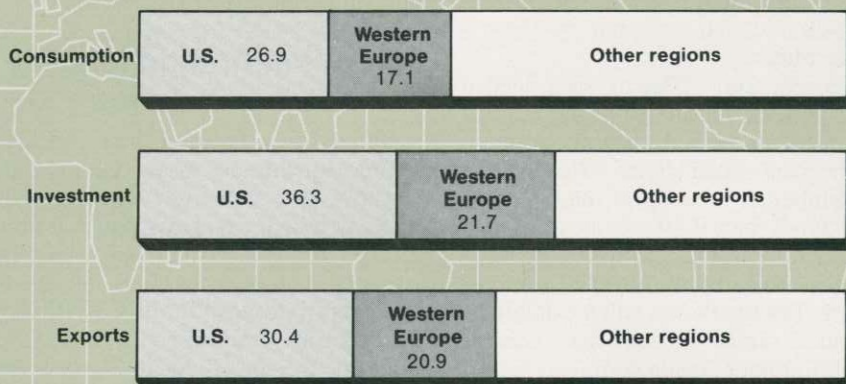 Consumption
U.S. 26.9
Western
Europe
17.1
Other regions
Investment
U.S. 36.3
Western
Europe
21.7
Other regions
Exports
U.S. 30.4
Western
Europe
20.9
Other regions